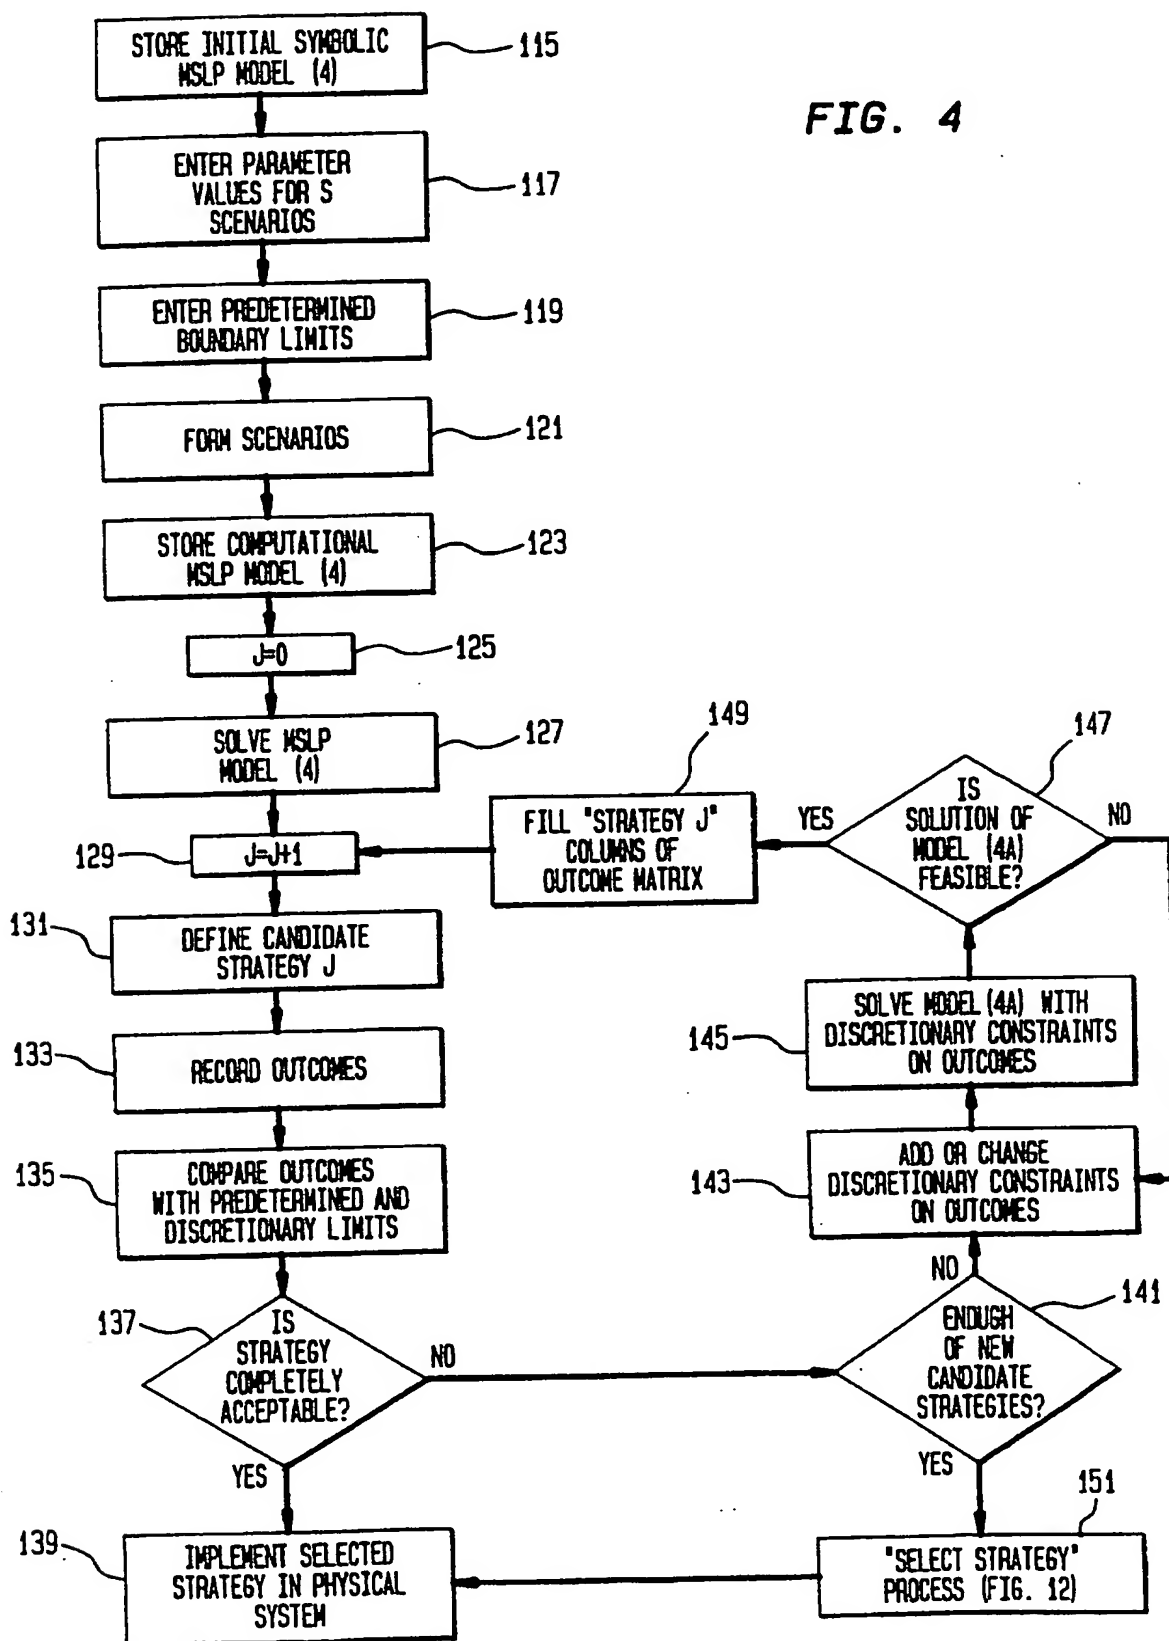 STORE INITIAL SYMBOLIC
MSLP MODEL (4)
115
FIG. 4
ENTER PARAMETER
VALUES FOR S
SCENARIOS
117
ENTER PREDETERMINED
BOUNDARY LIMITS
119
FORM SCENARIOS
121
STORE COMPUTATIONAL
MSLP MODEL (4)
123
J=0
125
SOLVE MSLP
MODEL (4)
127
J=J+1
129
DEFINE CANDIDATE
STRATEGY J
131
RECORD OUTCOMES
133
COMPARE OUTCOMES
WITH PREDETERMINED AND
DISCRETIONARY LIMITS
135
IS
STRATEGY
COMPLETELY
ACCEPTABLE?
137
NO
YES
IMPLEMENT SELECTED
STRATEGY IN PHYSICAL
SYSTEM
139
149
FILL "STRATEGY J"
COLUMNS OF
OUTCOME MATRIX
YES
147
IS
SOLUTION OF
MODEL (4A)
FEASIBLE?
NO
SOLVE MODEL (4A) WITH
DISCRETIONARY CONSTRAINTS
ON OUTCOMES
145
ADD OR CHANGE
DISCRETIONARY CONSTRAINTS
ON OUTCOMES
143
NO
141
ENOUGH
OF NEW
CANDIDATE
STRATEGIES?
YES
151
"SELECT STRATEGY"
PROCESS (FIG. 12)